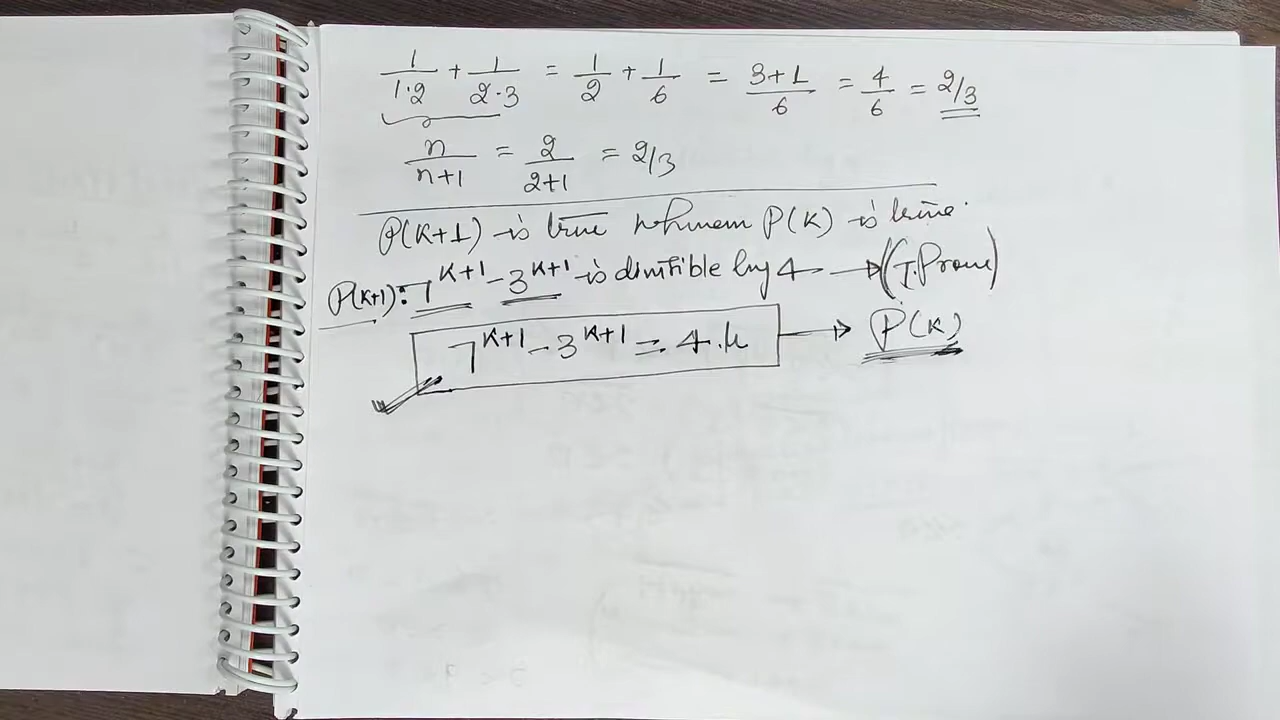 1/1·2 + 1/2·3 = 1/2 + 1/6 = 3+1/6 = 4/6 = 2/3
n/n+1 = 2/2+1 = 2/3
P(K+1) is true whenem P(K) is true.
P(K+1): 7^K+1 - 3^K+1 is divisible by 4 → (T.Prove)
7^K+1 - 3^K+1 = 4.μ → P(K)